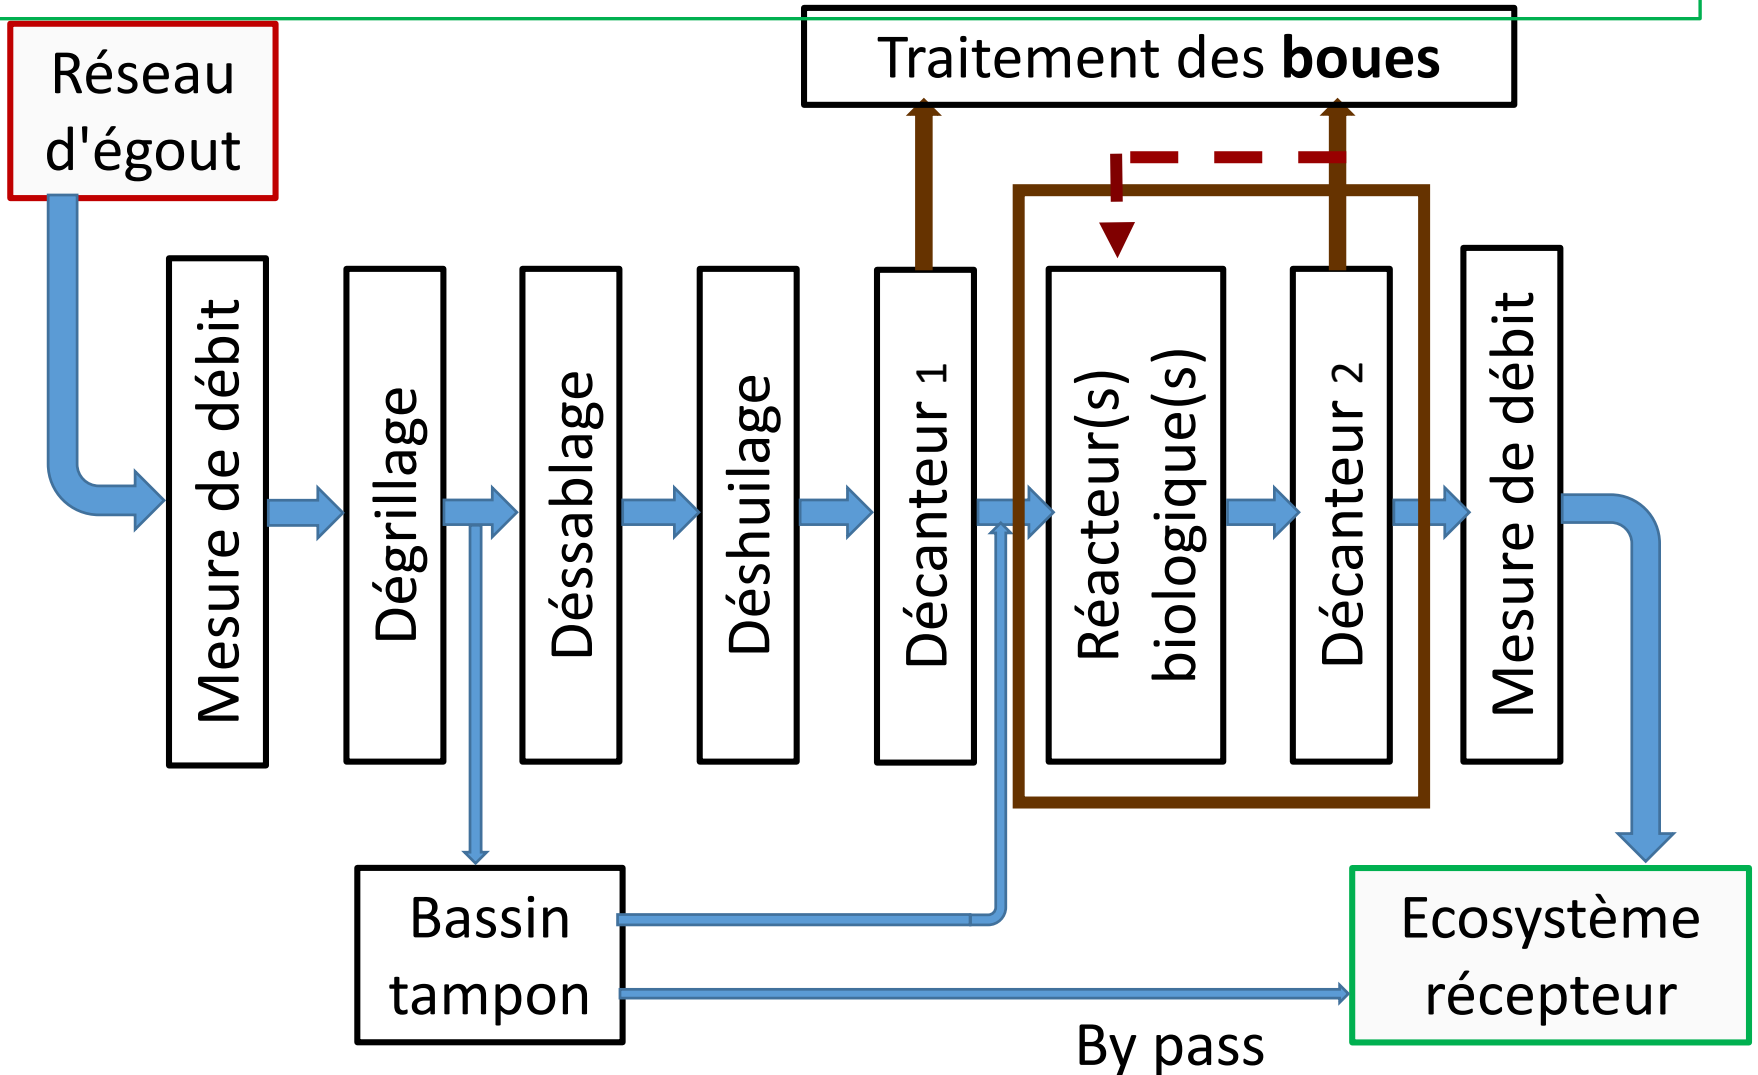 Réseau
d'égout
Traitement des boues
Mesure de débit
Dégrillage
Déssablage
Déshuilage
Décanteur 1
Réacteur(s)
biologique(s)
Décanteur 2
Mesure de débit
Bassin
tampon
By pass
Ecosystème
récepteur